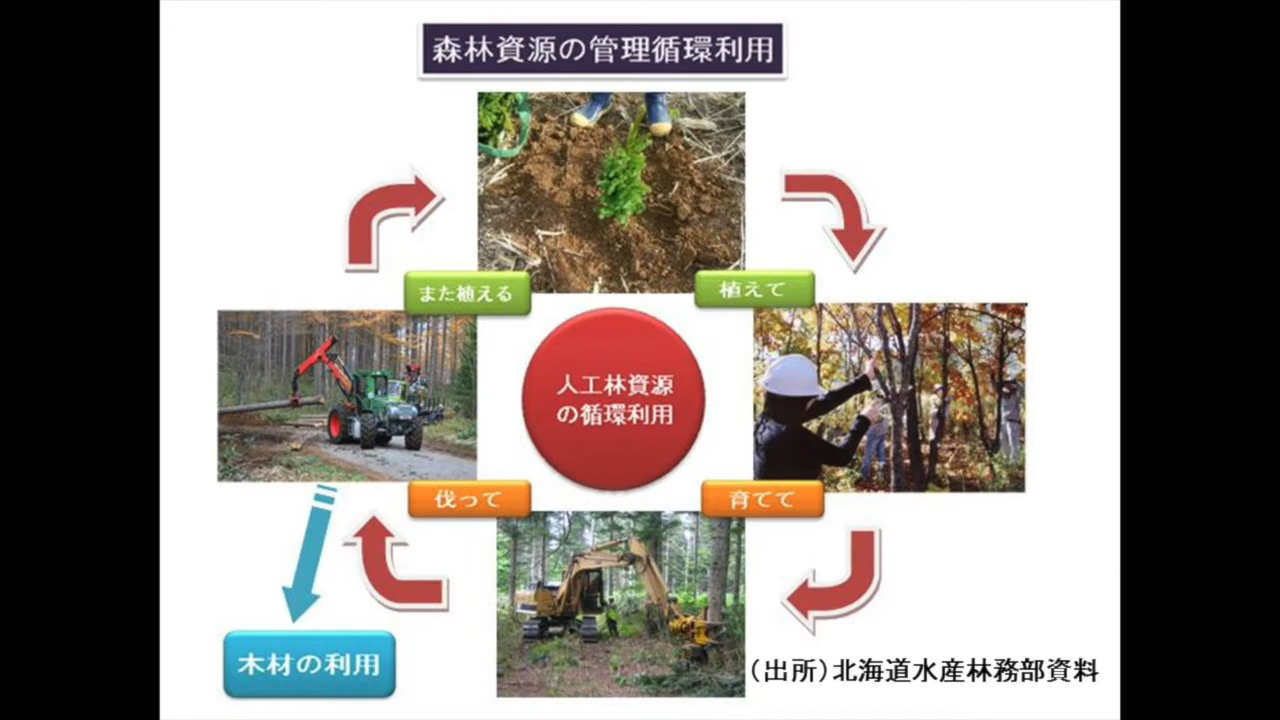 森林資源の管理循環利用
また植える
植えて
人工林資源
の循環利用
伐って
育てて
木材の利用
(出所)北海道水産林務部資料